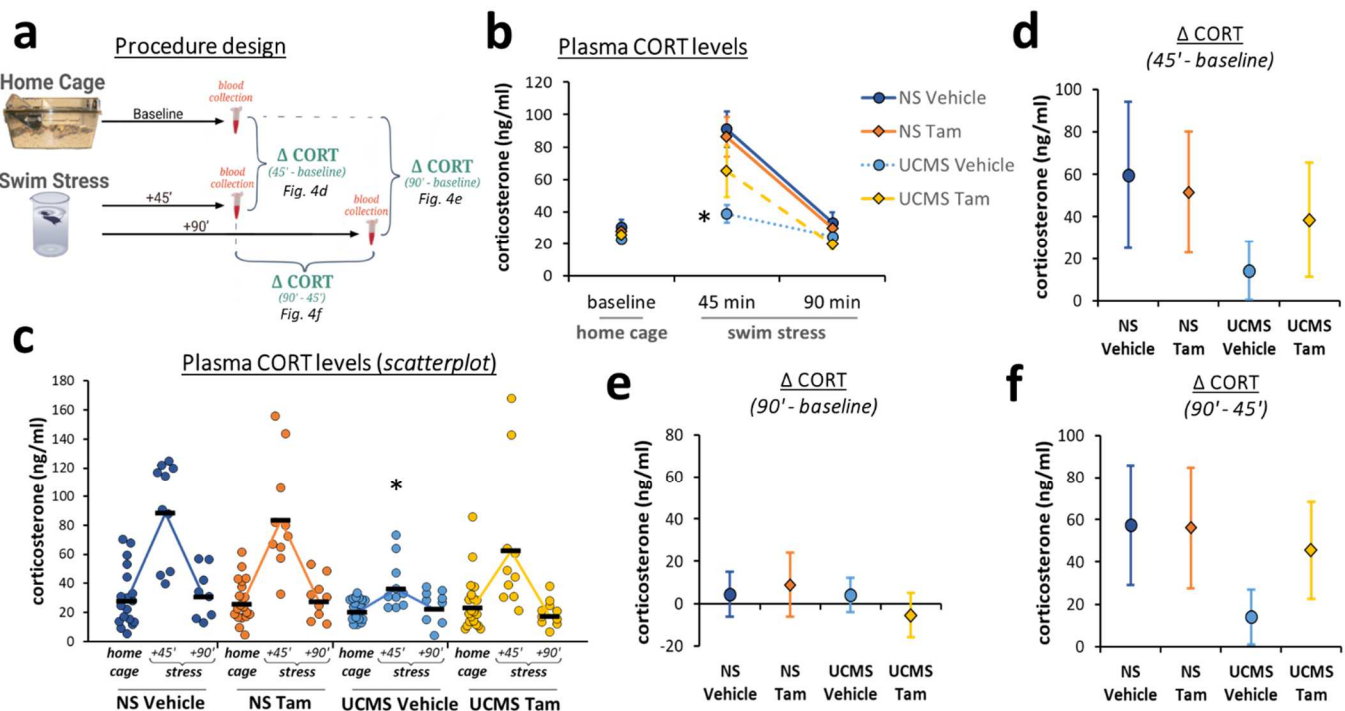 a
Procedure design
Home Cage
Baseline
blood
collection
Swim Stress
+45'
blood
collection
+90'
blood
collection
Δ CORT
(45' - baseline)
Fig. 4d
Δ CORT
(90' - baseline)
Fig. 4e
Δ CORT
(90' - 45')
Fig. 4f
b
Plasma CORT levels
corticosterone (ng/ml)
120
100
80
60
40
20
0
*
baseline
45 min
90 min
home cage
swim stress
NS Vehicle
NS Tam
UCMS Vehicle
UCMS Tam
d
Δ CORT
(45' - baseline)
corticosterone (ng/ml)
100
80
60
40
20
0
NS
Vehicle
NS
Tam
UCMS
Vehicle
UCMS
Tam
c
Plasma CORT levels (scatterplot)
corticosterone (ng/ml)
180
160
140
120
100
80
60
40
20
0
*
home
cage
+45'
+90'
stress
NS Vehicle
home
cage
+45'
+90'
stress
NS Tam
home
cage
+45'
+90'
stress
UCMS Vehicle
home
cage
+45'
+90'
stress
UCMS Tam
e
Δ CORT
(90' - baseline)
corticosterone (ng/ml)
80
60
40
20
0
-20
NS
Vehicle
NS
Tam
UCMS
Vehicle
UCMS
Tam
f
Δ CORT
(90' - 45')
corticosterone (ng/ml)
100
80
60
40
20
0
NS
Vehicle
NS
Tam
UCMS
Vehicle
UCMS
Tam